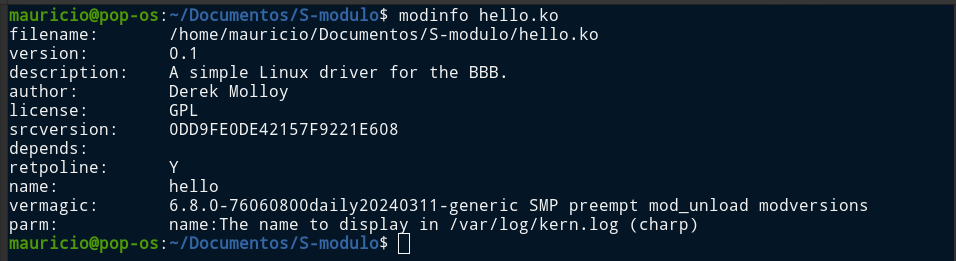 mauricio@pop-os:~/Documentos/S-modulo$ modinfo hello.ko
filename:       /home/mauricio/Documentos/S-modulo/hello.ko
version:        0.1
description:    A simple Linux driver for the BBB.
author:         Derek Molloy
license:        GPL
srcversion:     0DD9FE0DE42157F9221E608
depends:
retpoline:      Y
name:           hello
vermagic:       6.8.0-76060800daily20240311-generic SMP preempt mod_unload modversions
parm:           name:The name to display in /var/log/kern.log (charp)
mauricio@pop-os:~/Documentos/S-modulo$